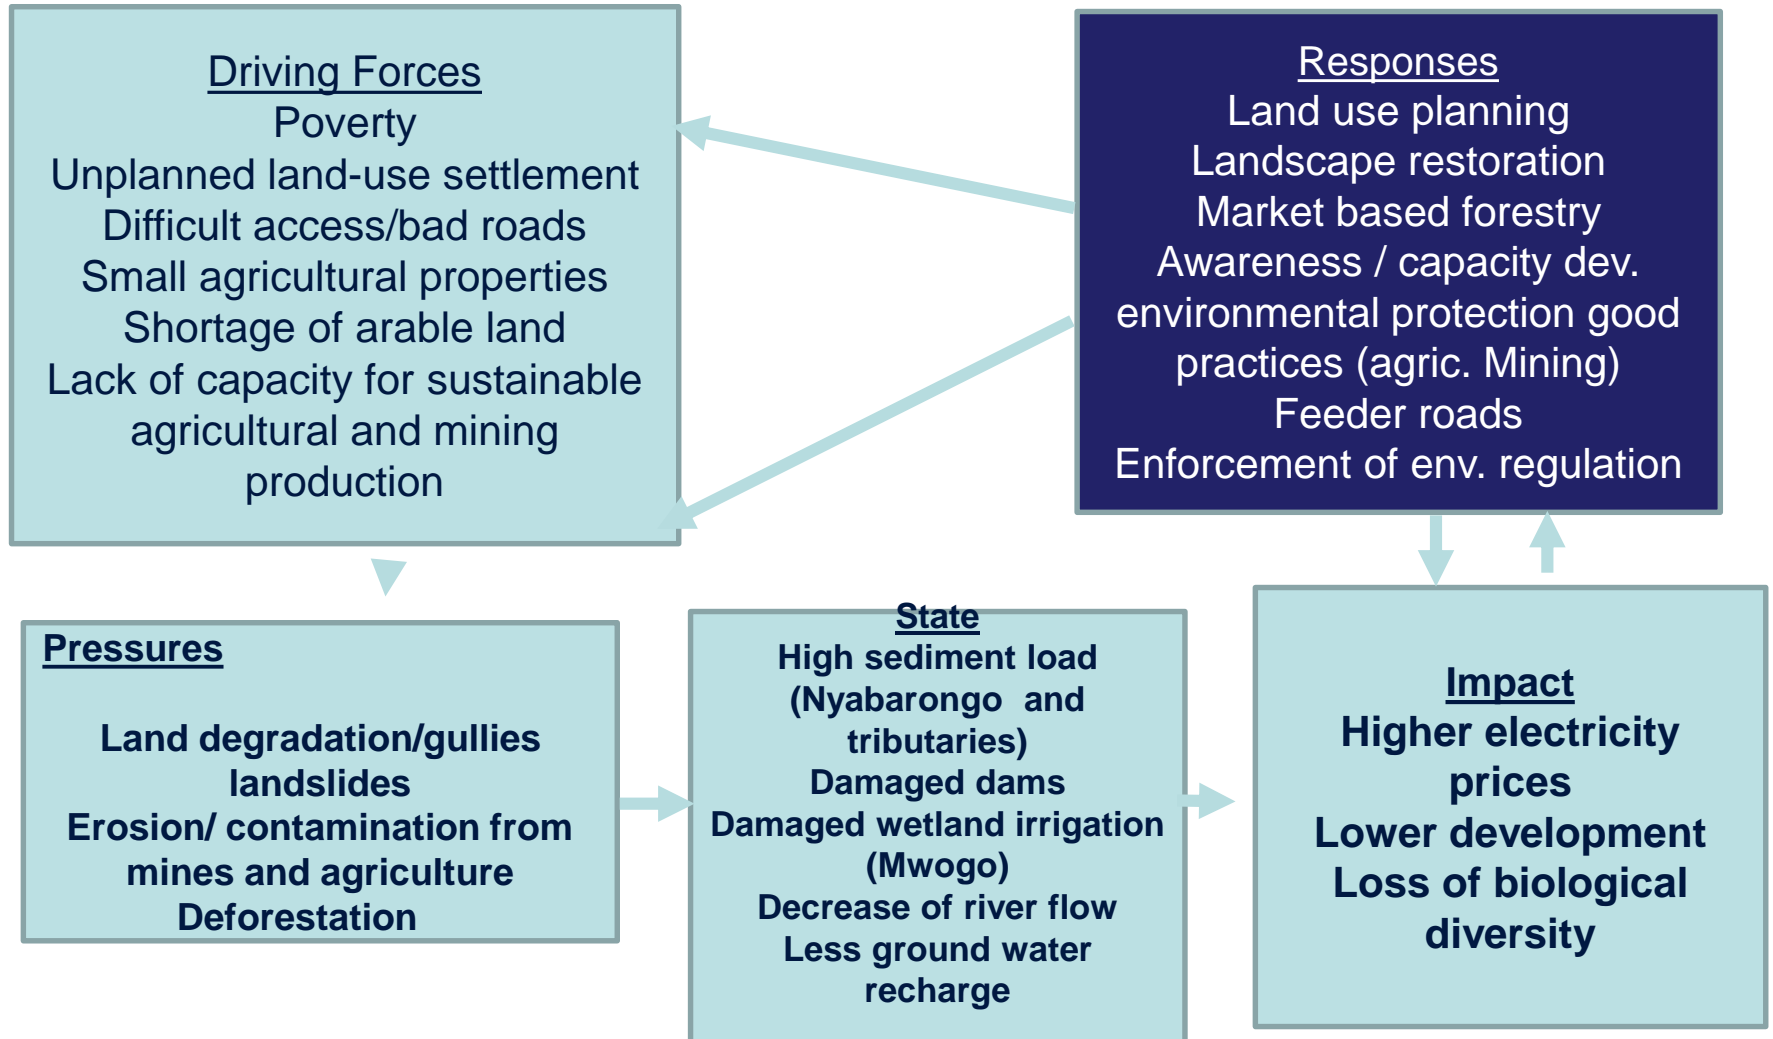 Driving Forces
Poverty
Unplanned land-use settlement
Difficult access/bad roads
Small agricultural properties
Shortage of arable land
Lack of capacity for sustainable
agricultural and mining
production
Responses
Land use planning
Landscape restoration
Market based forestry
Awareness / capacity dev.
environmental protection good
practices (agric. Mining)
Feeder roads
Enforcement of env. regulation
Pressures
Land degradation/gullies
landslides
Erosion/ contamination from
mines and agriculture
Deforestation
State
High sediment load
(Nyabarongo and
tributaries)
Damaged dams
Damaged wetland irrigation
(Mwogo)
Decrease of river flow
Less ground water
recharge
Impact
Higher electricity
prices
Lower development
Loss of biological
diversity